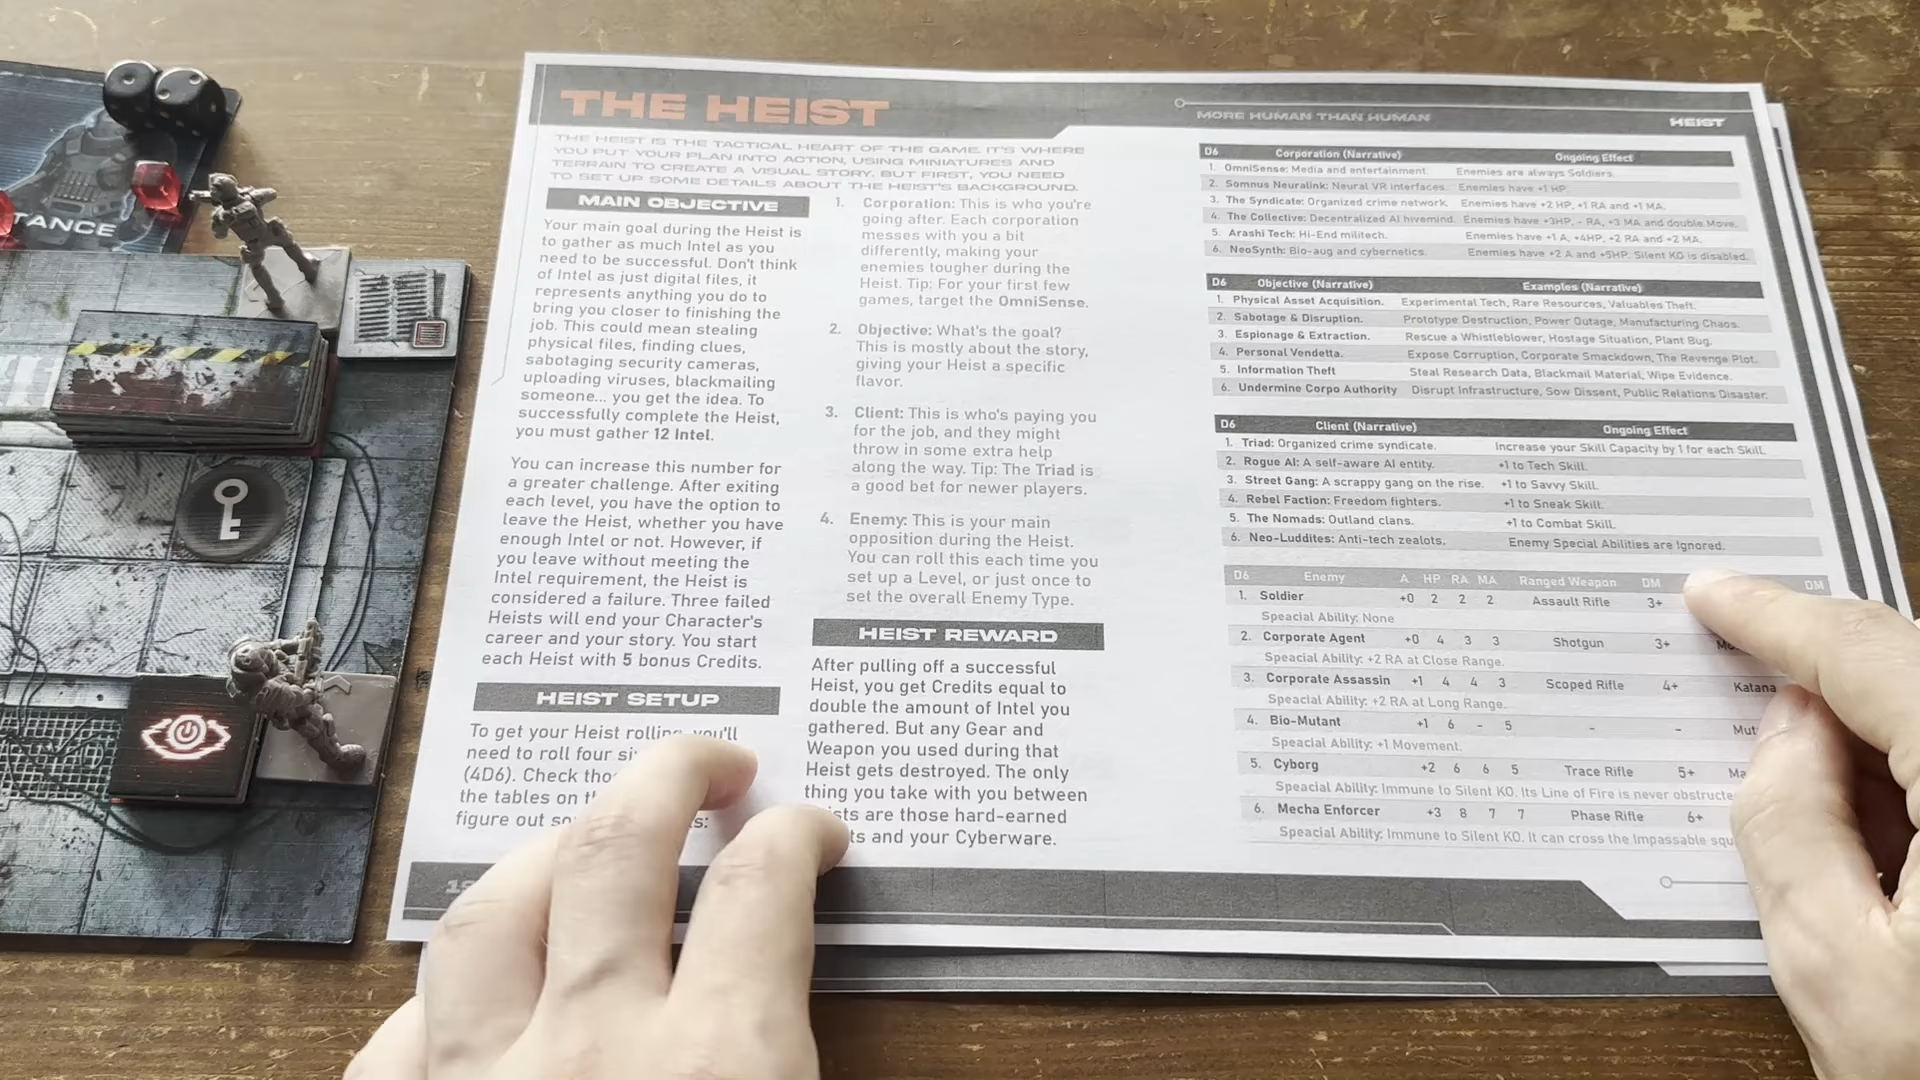 TANCE
THE HEIST
MORE HUMAN THAN HUMAN
HEIST
THE HEIST IS THE TACTICAL HEART OF THE GAME. IT'S WHERE
YOU PUT YOUR PLAN INTO ACTION, USING MINIATURES AND
TERRAIN TO CREATE A VISUAL STORY. BUT FIRST, YOU NEED
TO SET UP SOME DETAILS ABOUT THE HEIST'S BACKGROUND.
MAIN OBJECTIVE
Your main goal during the Heist is
to gather as much Intel as you
need to be successful. Don't think
of Intel as just digital files, it
represents anything you do to
bring you closer to finishing the
job. This could mean stealing
physical files, finding clues,
sabotaging security cameras,
uploading viruses, blackmailing
someone... you get the idea. To
successfully complete the Heist,
you must gather 12 Intel.
You can increase this number for
a greater challenge. After exiting
each level, you have the option to
leave the Heist, whether you have
enough Intel or not. However, if
you leave without meeting the
Intel requirement, the Heist is
considered a failure. Three failed
Heists will end your Character's
career and your story. You start
each Heist with 5 bonus Credits.
HEIST SETUP
To get your Heist rolling, you'll
need to roll four si
(4D6). Check tho
the tables on t
figure out so
1. Corporation: This is who you're
going after. Each corporation
messes with you a bit
differently, making your
enemies tougher during the
Heist. Tip: For your first few
games, target the OmniSense.
2. Objective: What's the goal?
This is mostly about the story,
giving your Heist a specific
flavor.
3. Client: This is who's paying you
for the job, and they might
throw in some extra help
along the way. Tip: The Triad is
a good bet for newer players.
4. Enemy: This is your main
opposition during the Heist.
You can roll this each time you
set up a Level, or just once to
set the overall Enemy Type.
HEIST REWARD
After pulling off a successful
Heist, you get Credits equal to
double the amount of Intel you
gathered. But any Gear and
Weapon you used during that
Heist gets destroyed. The only
thing you take with you between
ists are those hard-earned
ts and your Cyberware.
D6 Corporation (Narrative) Ongoing Effect
1. OmniSense: Media and entertainment. Enemies are always Soldiers.
2. Somnus Neuralink: Neural VR interfaces. Enemies have +1 HP.
3. The Syndicate: Organized crime network. Enemies have +2 HP, +1 RA and +1 MA.
4. The Collective: Decentralized AI hivemind. Enemies have +3HP, - RA, +3 MA and double Move.
5. Arashi Tech: Hi-End militech. Enemies have +1 A, +4HP, +2 RA and +2 MA.
6. NeoSynth: Bio-aug and cybernetics. Enemies have +2 A and +5HP. Silent KO is disabled.
D6 Objective (Narrative) Examples (Narrative)
1. Physical Asset Acquisition. Experimental Tech, Rare Resources, Valuables Theft.
2. Sabotage & Disruption. Prototype Destruction, Power Outage, Manufacturing Chaos.
3. Espionage & Extraction. Rescue a Whistleblower, Hostage Situation, Plant Bug.
4. Personal Vendetta. Expose Corruption, Corporate Smackdown, The Revenge Plot.
5. Information Theft Steal Research Data, Blackmail Material, Wipe Evidence.
6. Undermine Corpo Authority Disrupt Infrastructure, Sow Dissent, Public Relations Disaster.
D6 Client (Narrative) Ongoing Effect
1. Triad: Organized crime syndicate. Increase your Skill Capacity by 1 for each Skill.
2. Rogue AI: A self-aware AI entity. +1 to Tech Skill.
3. Street Gang: A scrappy gang on the rise. +1 to Savvy Skill.
4. Rebel Faction: Freedom fighters. +1 to Sneak Skill.
5. The Nomads: Outland clans. +1 to Combat Skill.
6. Neo-Luddites: Anti-tech zealots. Enemy Special Abilities are Ignored.
D6 Enemy A HP RA MA Ranged Weapon DM DM
1. Soldier +0 2 2 2 Assault Rifle 3+
Speacial Ability: None
2. Corporate Agent +0 4 3 3 Shotgun 3+
Speacial Ability: +2 RA at Close Range.
3. Corporate Assassin +1 4 4 3 Scoped Rifle 4+ Katana
Speacial Ability: +2 RA at Long Range.
4. Bio-Mutant +1 6 - 5 - - Mut
Speacial Ability: +1 Movement.
5. Cyborg +2 6 6 5 Trace Rifle 5+ Ma
Speacial Ability: Immune to Silent KO. Its Line of Fire is never obstructe
6. Mecha Enforcer +3 8 7 7 Phase Rifle 6+
Speacial Ability: Immune to Silent KO. It can cross the Impassable squ